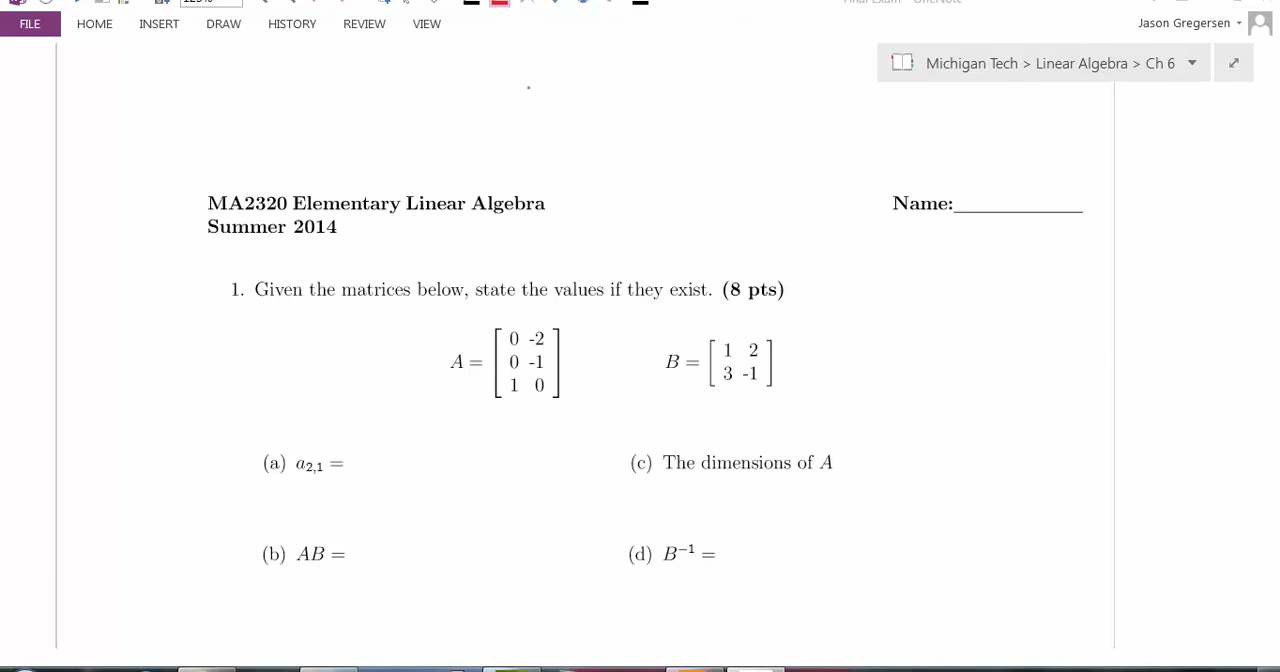 FILE HOME INSERT DRAW HISTORY REVIEW VIEW Jason Gregersen
Michigan Tech > Linear Algebra > Ch 6
MA2320 Elementary Linear Algebra Name:____________
Summer 2014
1. Given the matrices below, state the values if they exist. (8 pts)
A = [ 0 -2
0 -1
1 0 ]
B = [ 1 2
3 -1 ]
(a) a2,1 =
(c) The dimensions of A
(b) AB =
(d) B⁻¹ =